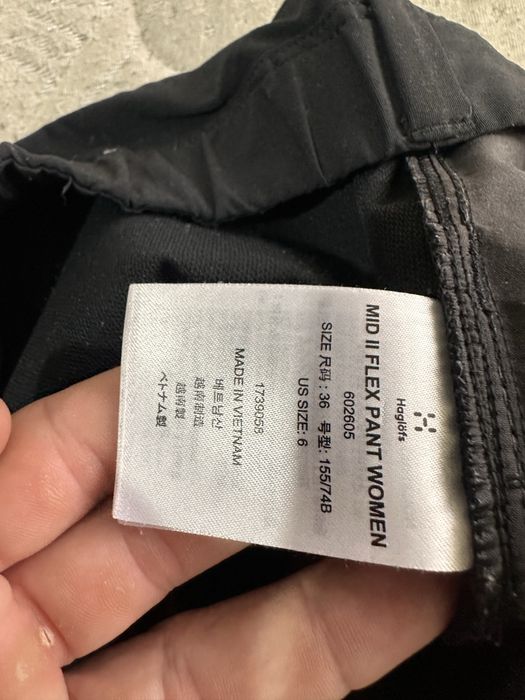 Haglöfs
MID II FLEX PANT WOMEN
602605
SIZE 尺码 : 36 号型: 155/74B
US SIZE: 6
1739058
MADE IN VIETNAM
베트남산
越南制造
越南製
ベトナム製